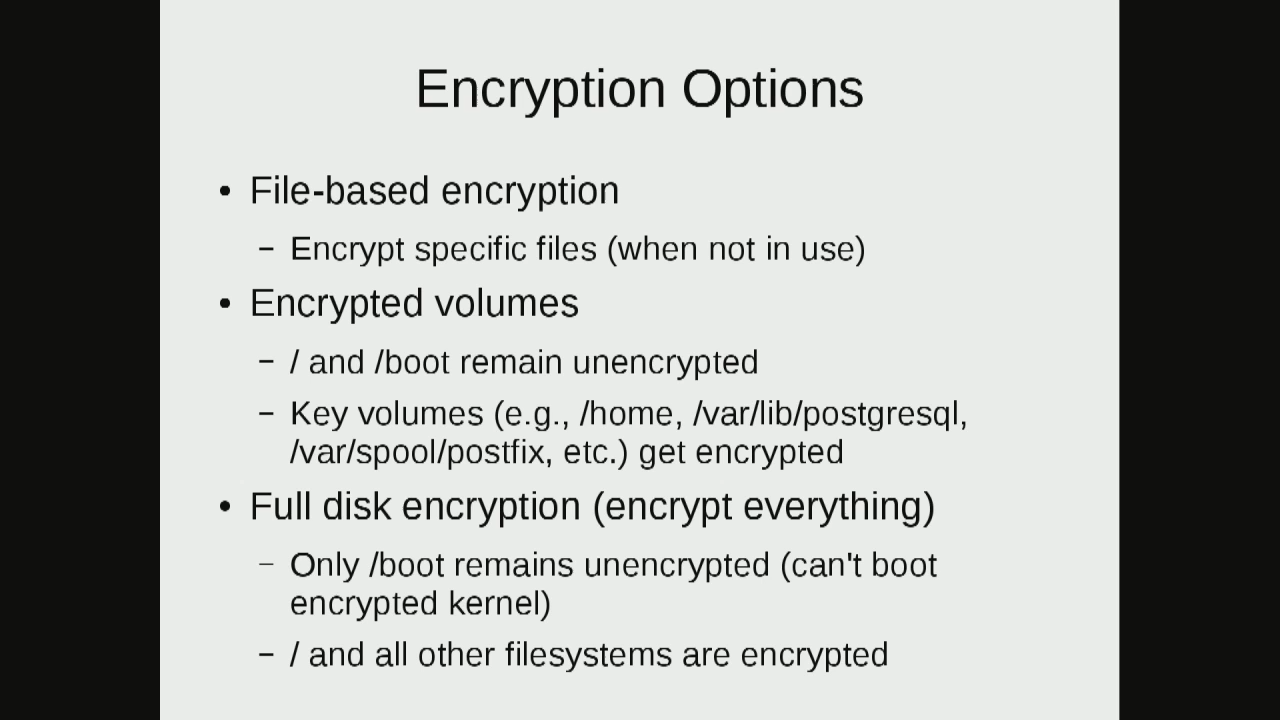 Encryption Options
• File-based encryption
– Encrypt specific files (when not in use)
• Encrypted volumes
– / and /boot remain unencrypted
– Key volumes (e.g., /home, /var/lib/postgresql,
/var/spool/postfix, etc.) get encrypted
• Full disk encryption (encrypt everything)
– Only /boot remains unencrypted (can't boot
encrypted kernel)
– / and all other filesystems are encrypted